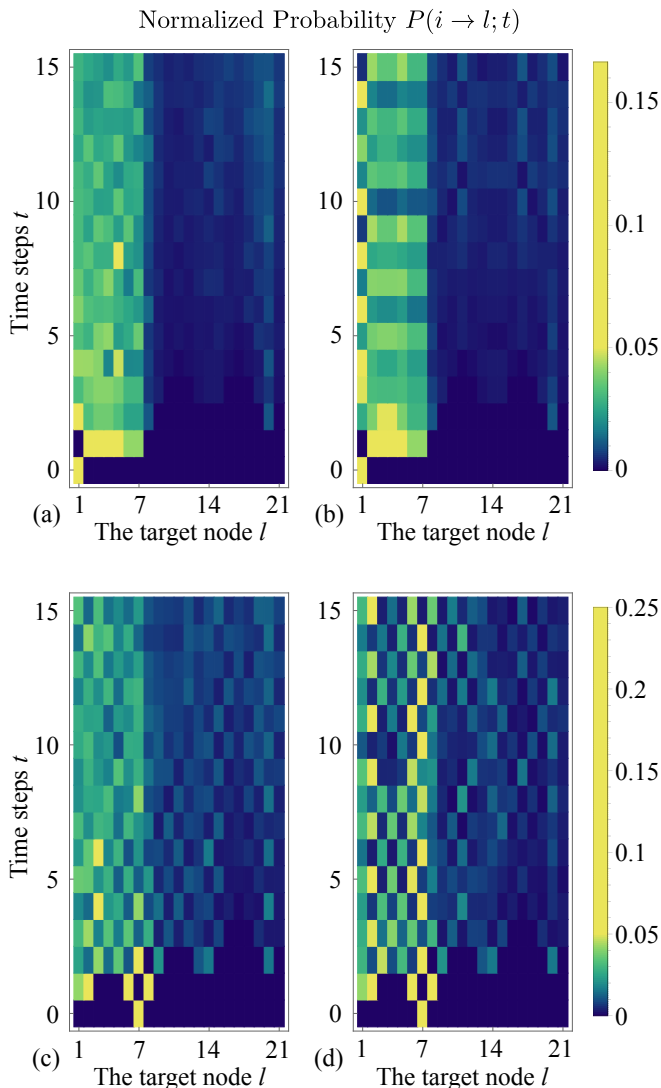 Normalized Probability P(i → l; t)
Time steps t
15
10
5
0
15
10
5
0
0.15
0.1
0.05
0
(a)
1 7 14 21
The target node l
(b)
1 7 14 21
The target node l
Time steps t
15
10
5
0
15
10
5
0
0.25
0.2
0.15
0.1
0.05
0
(c)
1 7 14 21
The target node l
(d)
1 7 14 21
The target node l